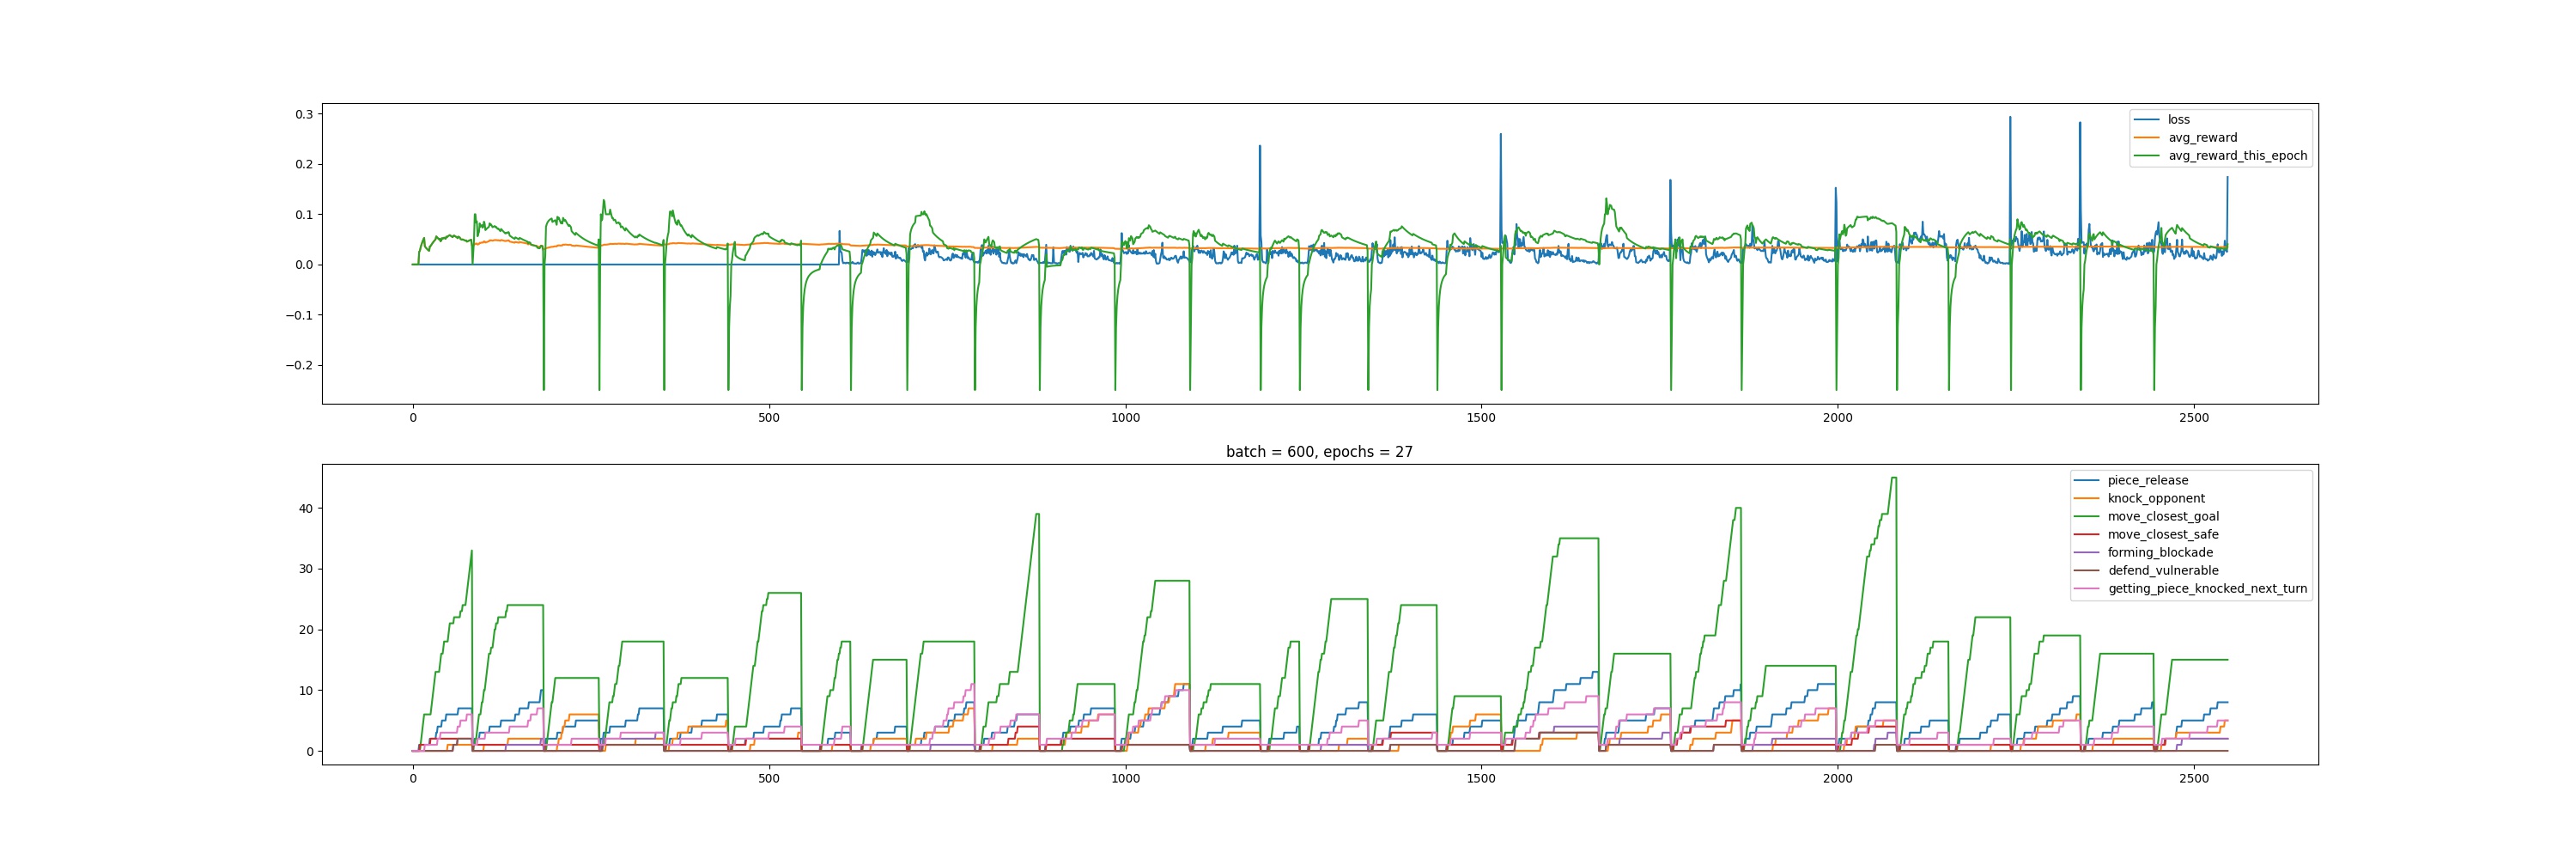 0.3
0.2
0.1
0.0
−0.1
−0.2
loss
avg_reward
avg_reward_this_epoch
0 500 1000 1500 2000 2500
batch = 600, epochs = 27
40
30
20
10
0
piece_release
knock_opponent
move_closest_goal
move_closest_safe
forming_blockade
defend_vulnerable
getting_piece_knocked_next_turn
0 500 1000 1500 2000 2500